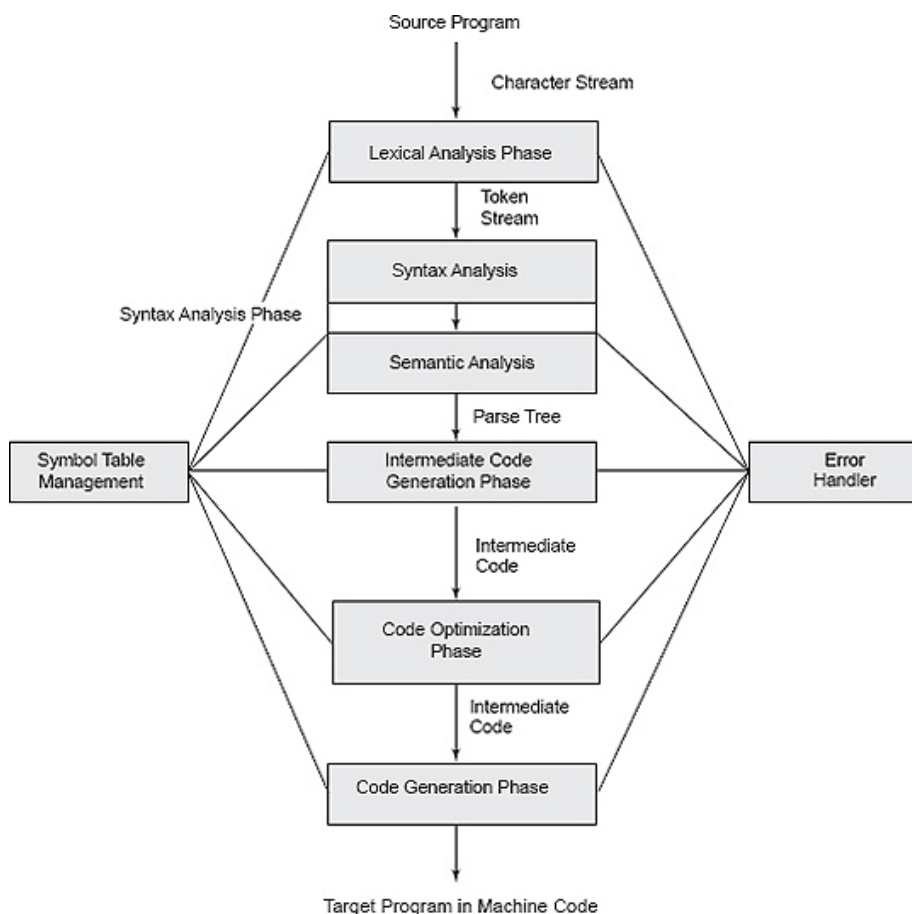 Source Program
Character Stream
Lexical Analysis Phase
Token
Stream
Syntax Analysis
Syntax Analysis Phase
Semantic Analysis
Parse Tree
Symbol Table
Management
Intermediate Code
Generation Phase
Error
Handler
Intermediate
Code
Code Optimization
Phase
Intermediate
Code
Code Generation Phase
Target Program in Machine Code